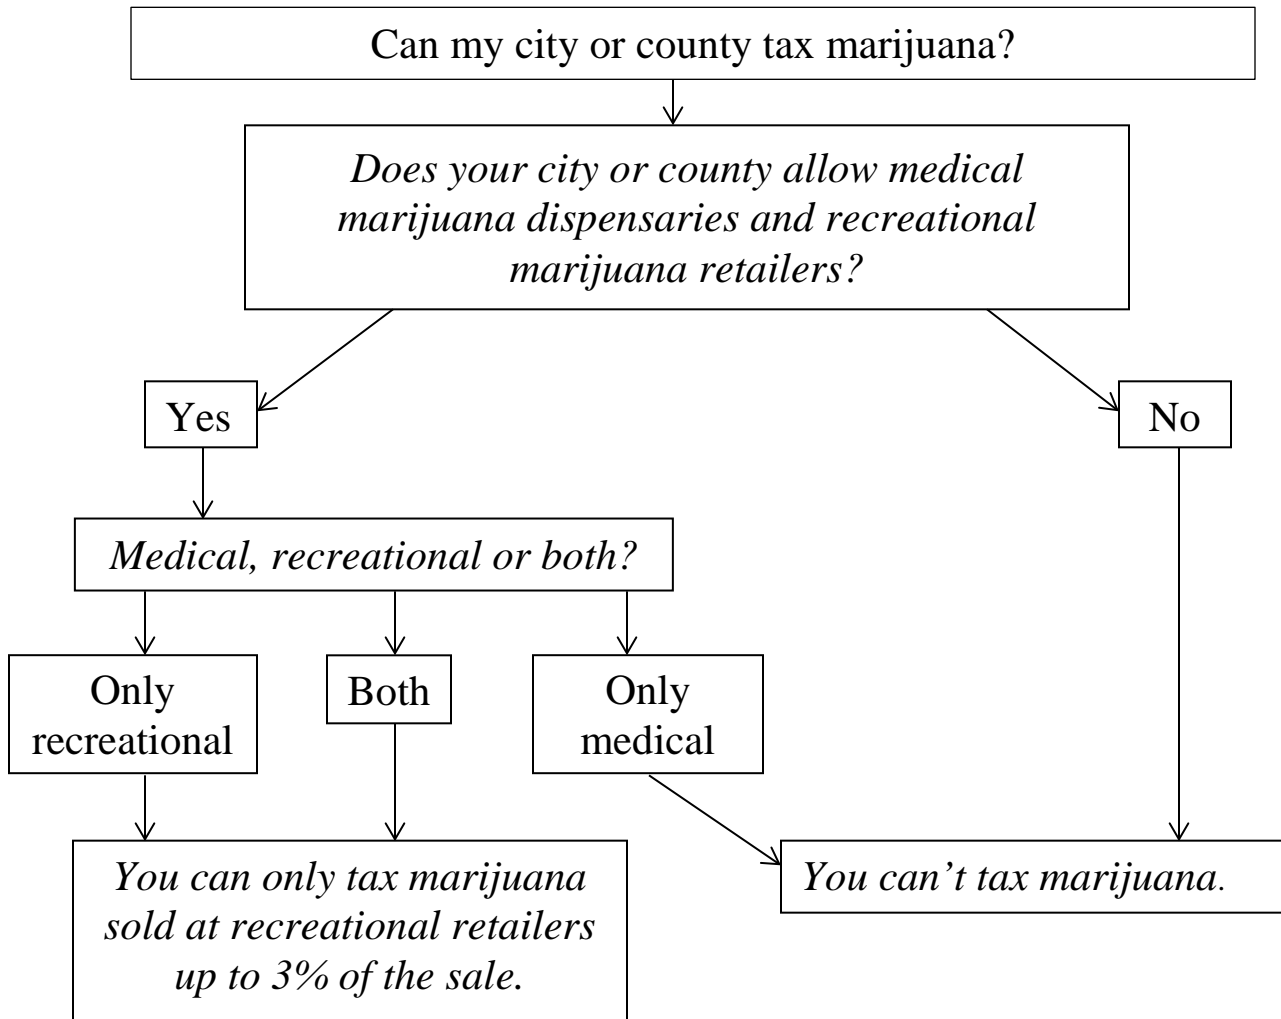 Can my city or county tax marijuana?
Does your city or county allow medical
marijuana dispensaries and recreational
marijuana retailers?
Yes
No
Medical, recreational or both?
Only
recreational
Both
Only
medical
You can only tax marijuana
sold at recreational retailers
up to 3% of the sale.
You can’t tax marijuana.